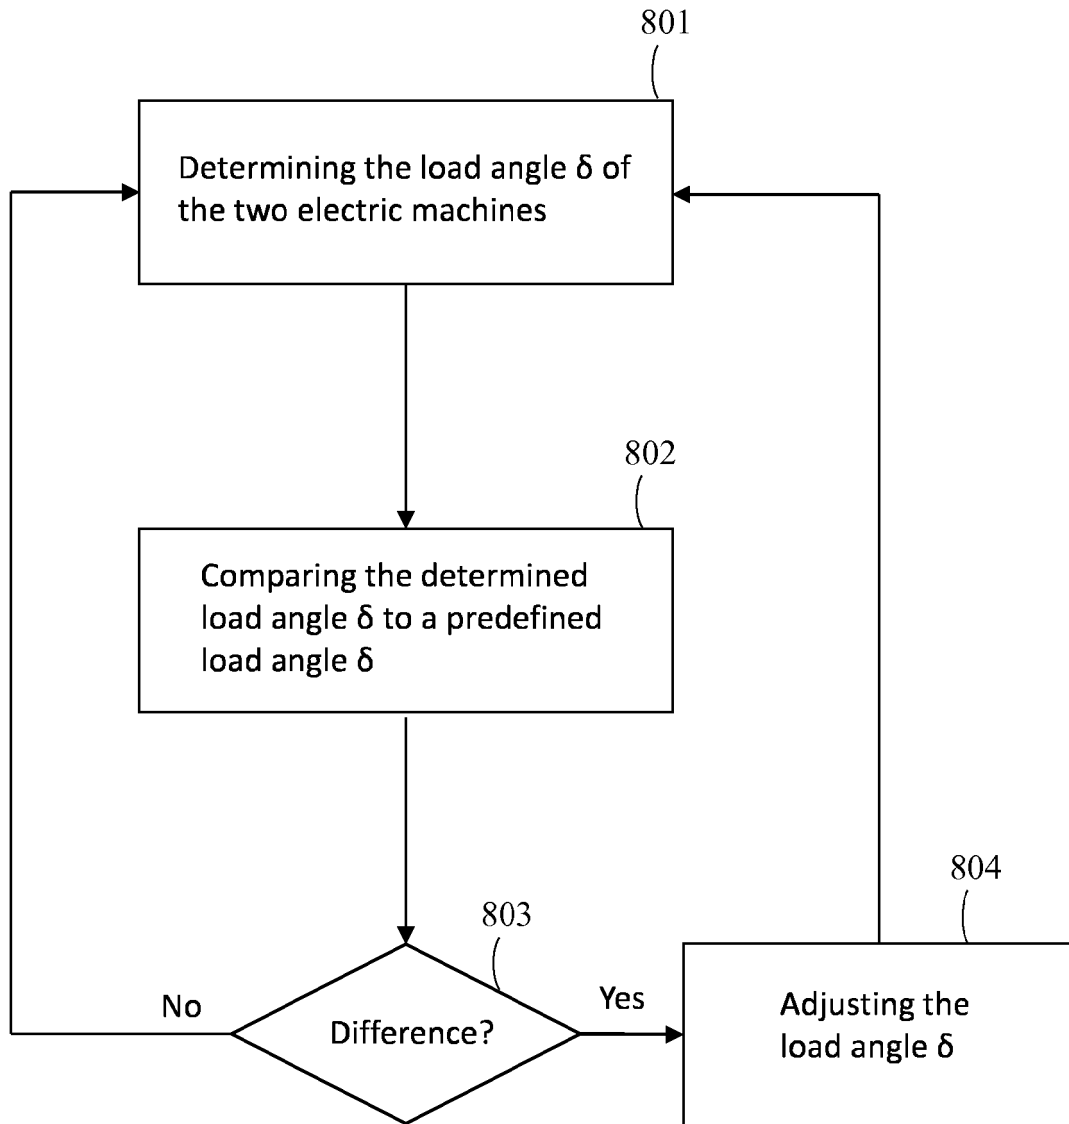 801
Determining the load angle δ of
the two electric machines
802
Comparing the determined
load angle δ to a predefined
load angle δ
803
804
No
Difference?
Yes
Adjusting the
load angle δ